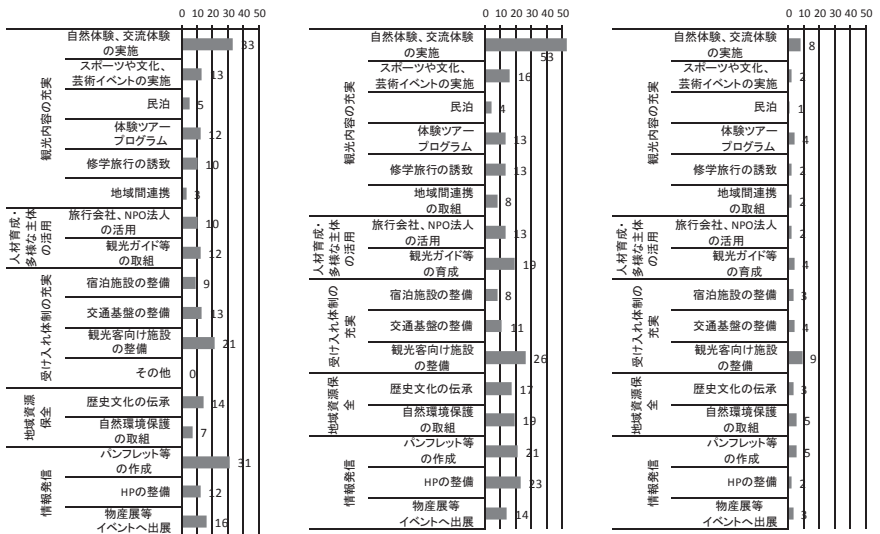 0 10 20 30 40 50
観光内容の充実
自然体験、交流体験
の実施
33
スポーツや文化、
芸術イベントの実施
13
民泊
5
体験ツアー
プログラム
12
修学旅行の誘致
10
地域間連携
3
人材育成・
多様な主体
の活用
旅行会社、NPO法人
の活用
10
観光ガイド等
の取組
12
受け入れ体制の充実
宿泊施設の整備
9
交通基盤の整備
13
観光客向け施設
の整備
21
その他
0
地域資源
保全
歴史文化の伝承
14
自然環境保護
の取組
7
情報発信
パンフレット等
の作成
31
HPの整備
12
物産展等
イベントへ出展
16
0 10 20 30 40 50
観光内容の充実
自然体験、交流体験
の実施
53
スポーツや文化、
芸術イベントの実施
16
民泊
4
体験ツアー
プログラム
13
修学旅行の誘致
13
地域間連携
の取組
8
人材育成・
多様な主体
の活用
旅行会社、NPO法人
の活用
13
観光ガイド等
の育成
19
受け入れ体制の
充実
宿泊施設の整備
8
交通基盤の整備
11
観光客向け施設
の整備
26
地域資源保
全
歴史文化の伝承
17
自然環境保護
の取組
19
情報発信
パンフレット等
の作成
21
HPの整備
23
物産展等
イベントへ出展
14
0 10 20 30 40 50
観光内容の充実
自然体験、交流体験
の実施
8
スポーツや文化、
芸術イベントの実施
2
民泊
1
体験ツアー
プログラム
4
修学旅行の誘致
2
地域間連携
の取組
2
人材育成・
多様な主体
の活用
旅行会社、NPO法人
の活用
2
観光ガイド等
の育成
4
受け入れ体制の
充実
宿泊施設の整備
3
交通基盤の整備
4
観光客向け施設
の整備
9
地域資源保
全
歴史文化の伝承
3
自然環境保護
の取組
5
情報発信
パンフレット等
の作成
5
HPの整備
2
物産展等
イベントへ出展
3